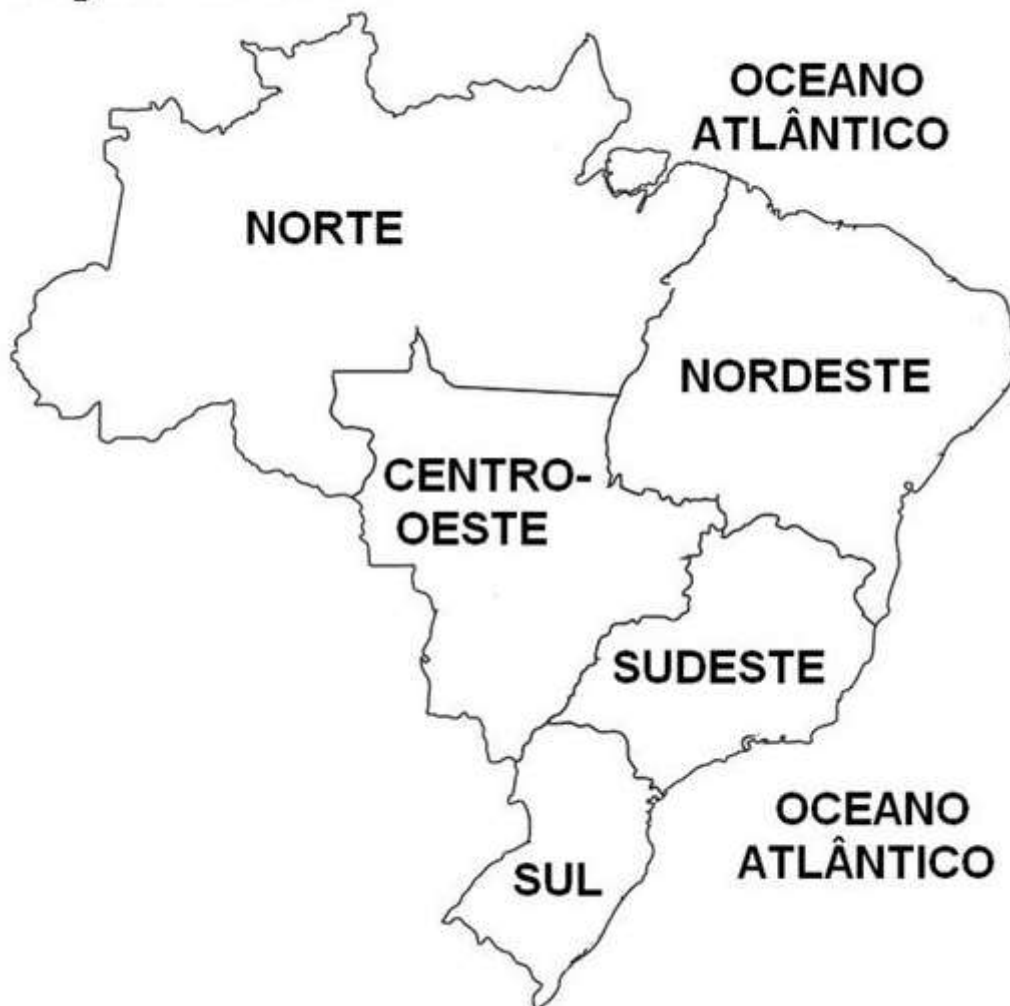 OCEANO
ATLÂNTICO
NORTE
NORDESTE
CENTRO-
OESTE
SUDESTE
OCEANO
ATLÂNTICO
SUL